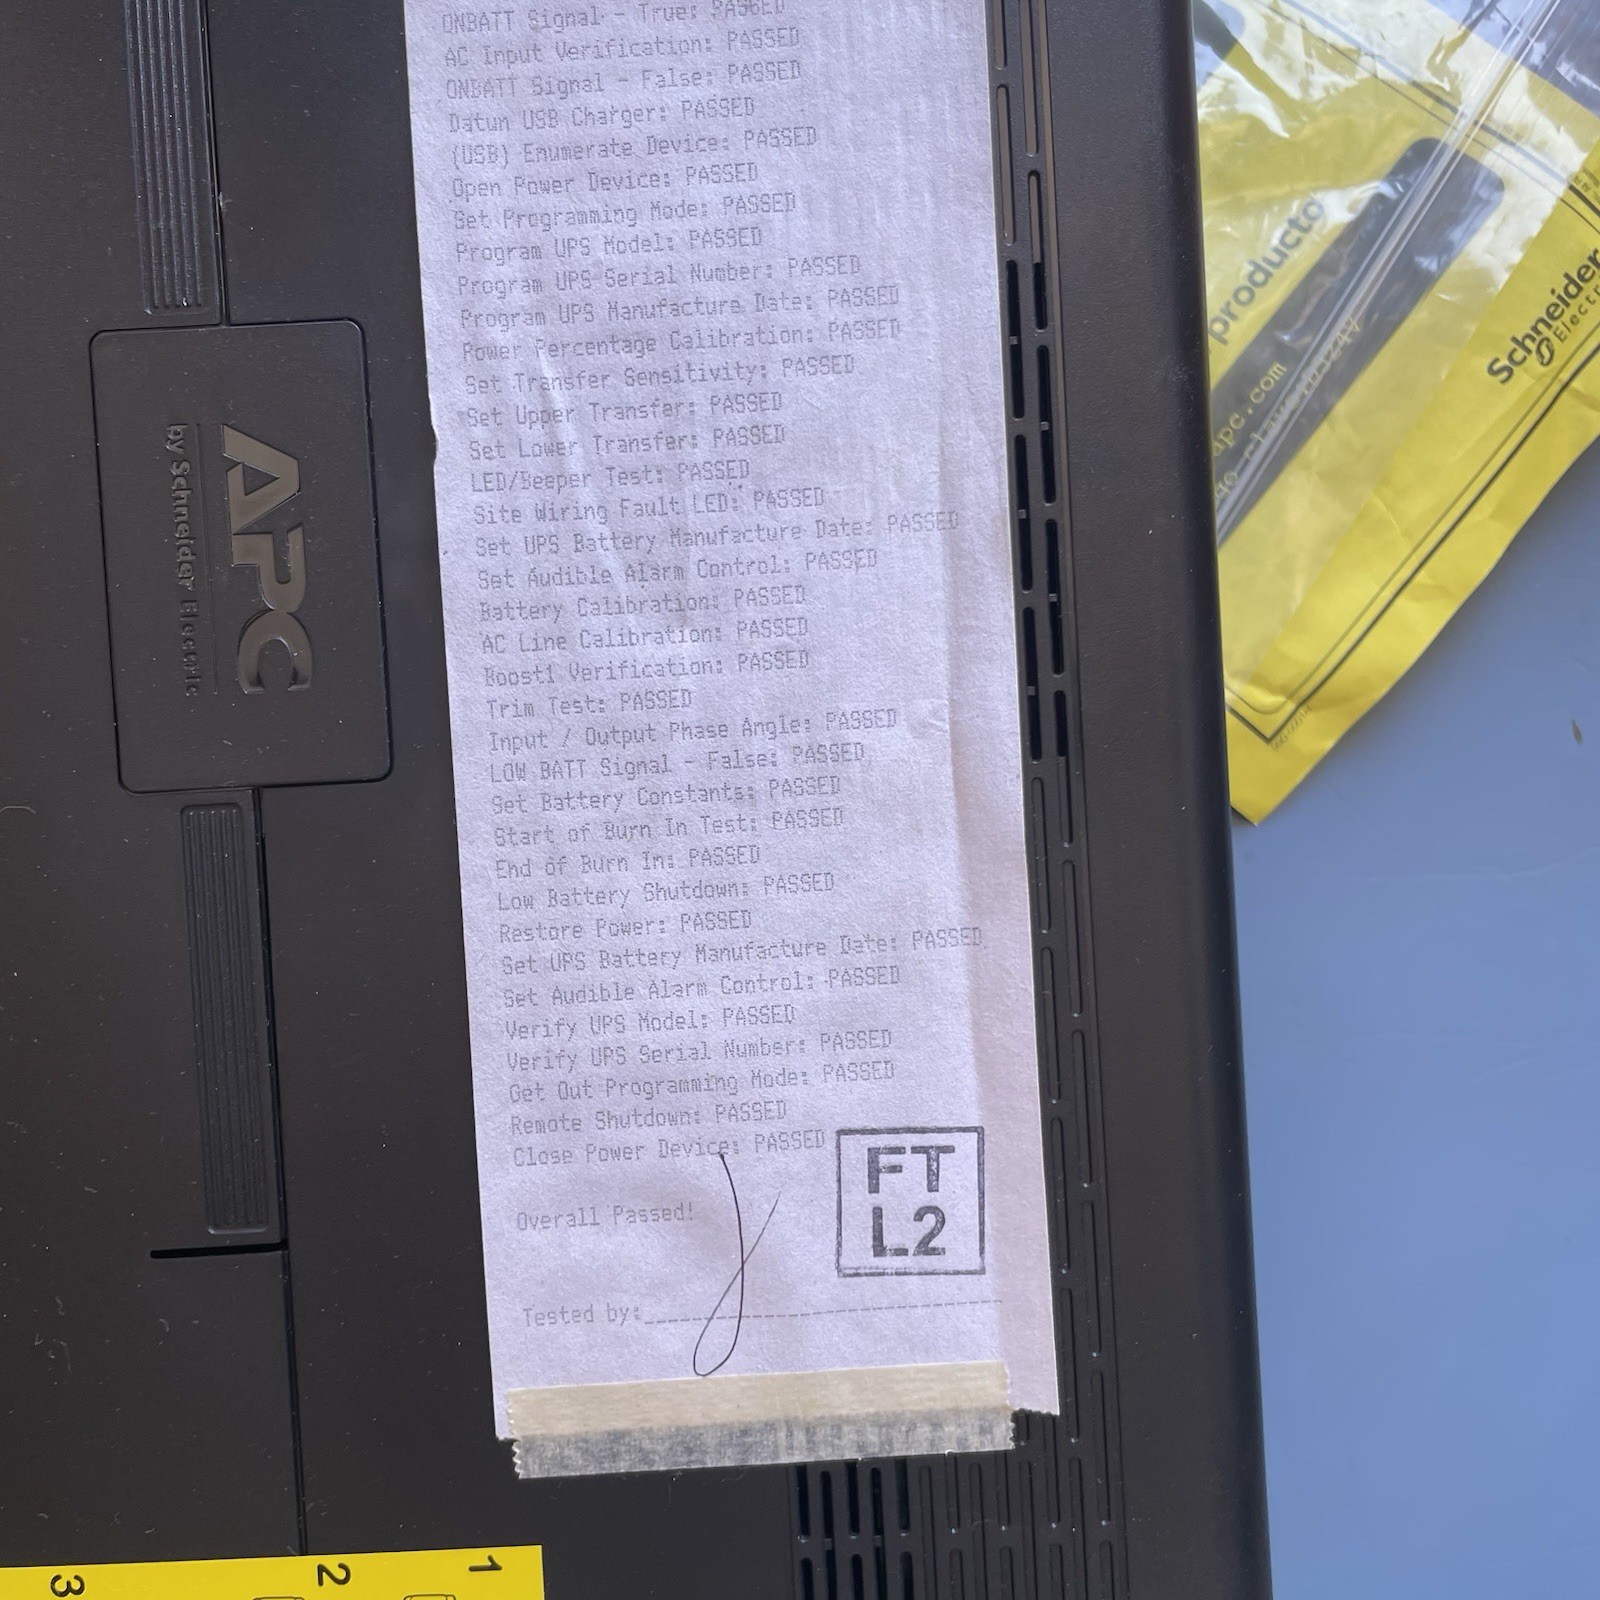 ONBATT Signal - True: PASSED
AC Input Verification: PASSED
ONBATT Signal - False: PASSED
Datun USB Charger: PASSED
(USB) Enumerate Device: PASSED
Open Power Device: PASSED
Set Programming Mode: PASSED
Program UPS Model: PASSED
Program UPS Serial Number: PASSED
Program UPS Manufacture Date: PASSED
Power Percentage Calibration: PASSED
Set Transfer Sensitivity: PASSED
Set Upper Transfer: PASSED
Set Lower Transfer: PASSED
LED/Beeper Test: PASSED
Site Wiring Fault LED: PASSED
Set UPS Battery Manufacture Date: PASSED
Set Audible Alarm Control: PASSED
Battery Calibration: PASSED
AC Line Calibration: PASSED
Boost1 Verification: PASSED
Trim Test: PASSED
Input / Output Phase Angle: PASSED
LOW BATT Signal - False: PASSED
Set Battery Constants: PASSED
Start of Burn In Test: PASSED
End of Burn In: PASSED
Low Battery Shutdown: PASSED
Restore Power: PASSED
Set UPS Battery Manufacture Date: PASSED
Set Audible Alarm Control: PASSED
Verify UPS Model: PASSED
Verify UPS Serial Number: PASSED
Get Out Programming Mode: PASSED
Remote Shutdown: PASSED
Close Power Device: PASSED
Overall Passed!
Tested by:
FT
L2
APC
by Schneider Electric
producto
apc.com
Schneider
Electr
1
2
3